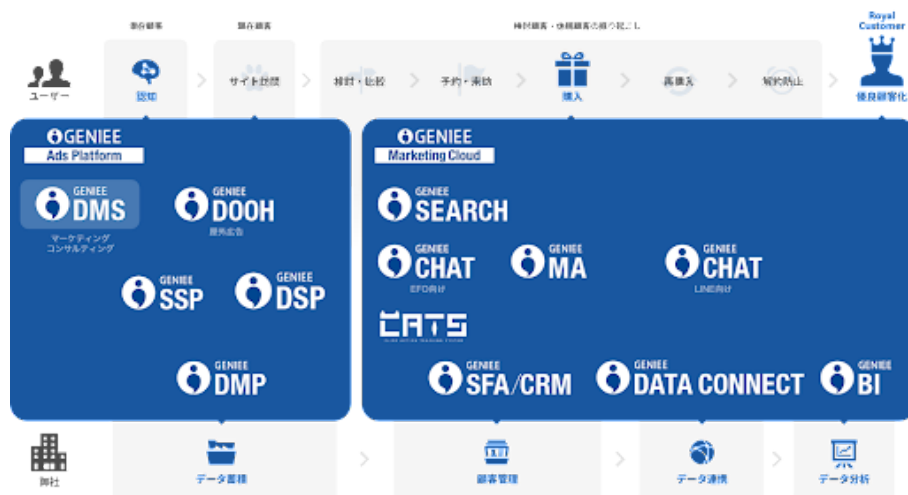 潜在顧客
顕在顧客
検討顧客・休眠顧客の掘り起こし
Royal
Customer
ユーザー
認知
サイト訪問
検討・比較
予約・来訪
購入
再購入
解約防止
優良顧客化
GENIEE
Ads Platform
GENIEE
DMS
マーケティング
コンサルティング
GENIEE
DOOH
屋外広告
GENIEE
SSP
GENIEE
DSP
GENIEE
DMP
GENIEE
Marketing Cloud
GENIEE
SEARCH
GENIEE
CHAT
EFO向け
GENIEE
MA
GENIEE
CHAT
LINE向け
CATS
GENIEE
SFA/CRM
GENIEE
DATA CONNECT
GENIEE
BI
御社
データ蓄積
顧客管理
データ連携
データ分析